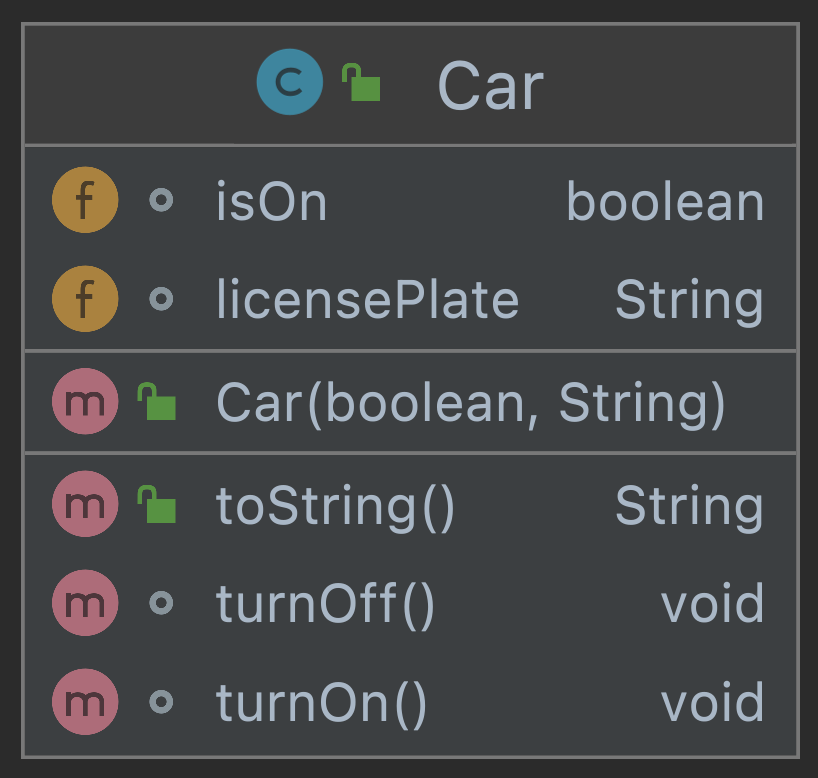 C Car
f isOn boolean
f licensePlate String
m Car(boolean, String)
m toString() String
m turnOff() void
m turnOn() void